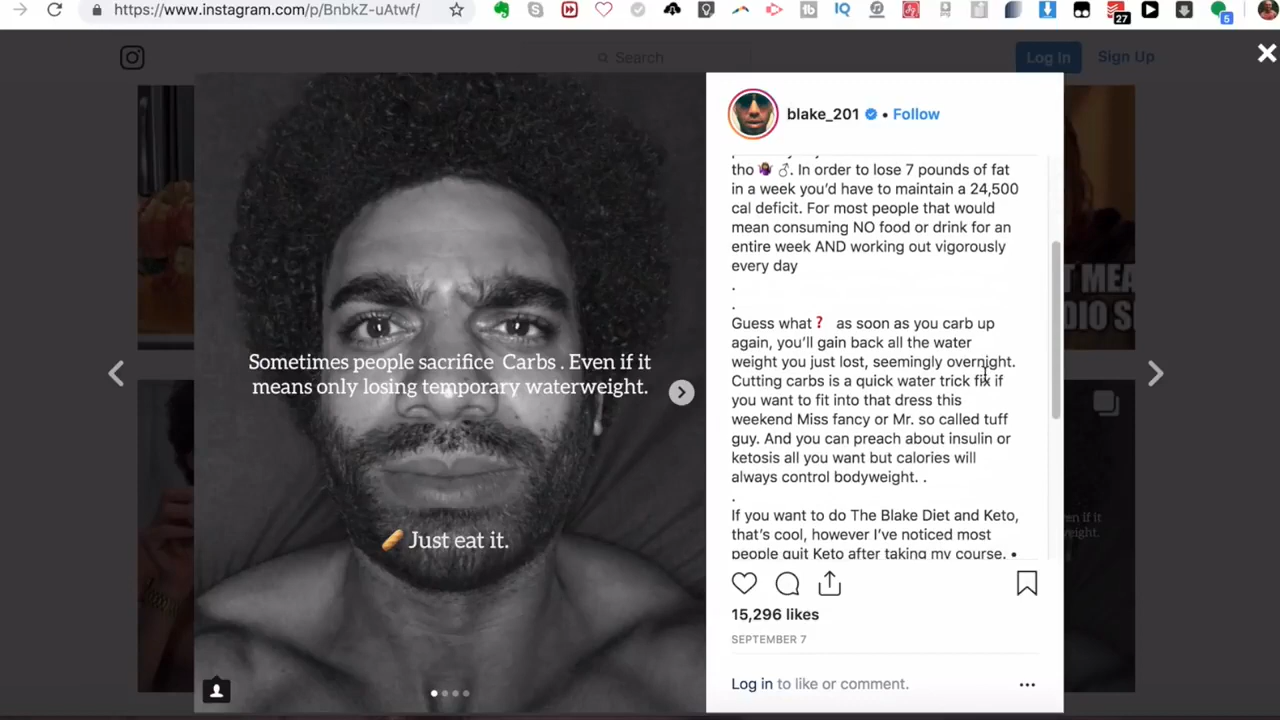 https://www.instagram.com/p/BnbkZ-uAtwf/
27
5
Search
Log In
Sign Up
Sometimes people sacrifice Carbs . Even if it
means only losing temporary waterweight.
🥖 Just eat it.
blake_201 • Follow
tho 🤷🏾‍♂. In order to lose 7 pounds of fat
in a week you'd have to maintain a 24,500
cal deficit. For most people that would
mean consuming NO food or drink for an
entire week AND working out vigorously
every day
.
.
Guess what❓ as soon as you carb up
again, you'll gain back all the water
weight you just lost, seemingly overnight.
Cutting carbs is a quick water trick fix if
you want to fit into that dress this
weekend Miss fancy or Mr. so called tuff
guy. And you can preach about insulin or
ketosis all you want but calories will
always control bodyweight. .
.
If you want to do The Blake Diet and Keto,
that's cool, however I've noticed most
people quit Keto after taking my course. •
15,296 likes
SEPTEMBER 7
Log in to like or comment.